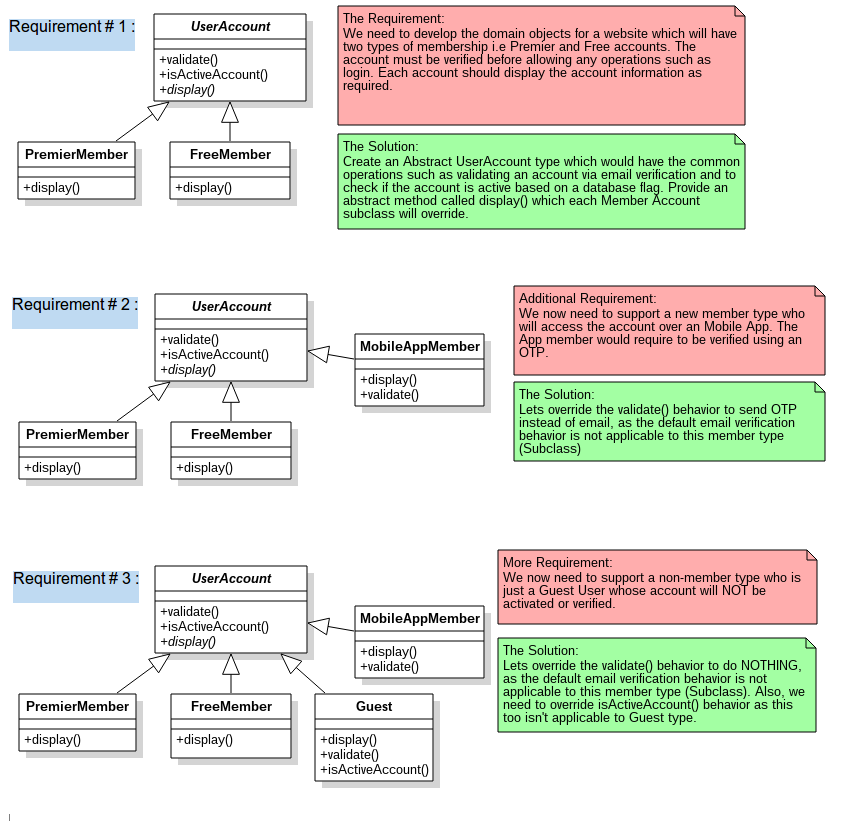 Requirement # 1 :
UserAccount
+validate()
+isActiveAccount()
+display()
PremierMember
+display()
FreeMember
+display()
The Requirement:
We need to develop the domain objects for a website which will have
two types of membership i.e Premier and Free accounts. The
account must be verified before allowing any operations such as
login. Each account should display the account information as
required.
The Solution:
Create an Abstract UserAccount type which would have the common
operations such as validating an account via email verification and to
check if the account is active based on a database flag. Provide an
abstract method called display() which each Member Account
subclass will override.
Requirement # 2 :
UserAccount
+validate()
+isActiveAccount()
+display()
MobileAppMember
+display()
+validate()
PremierMember
+display()
FreeMember
+display()
Additional Requirement:
We now need to support a new member type who
will access the account over an Mobile App. The
App member would require to be verified using an
OTP.
The Solution:
Lets override the validate() behavior to send OTP
instead of email, as the default email verification
behavior is not applicable to this member type
(Subclass)
Requirement # 3 :
UserAccount
+validate()
+isActiveAccount()
+display()
MobileAppMember
+display()
+validate()
PremierMember
+display()
FreeMember
+display()
Guest
+display()
+validate()
+isActiveAccount()
More Requirement:
We now need to support a non-member type who is
just a Guest User whose account will NOT be
activated or verified.
The Solution:
Lets override the validate() behavior to do NOTHING,
as the default email verification behavior is not
applicable to this member type (Subclass). Also, we
need to override isActiveAccount() behavior as this
too isn't applicable to Guest type.